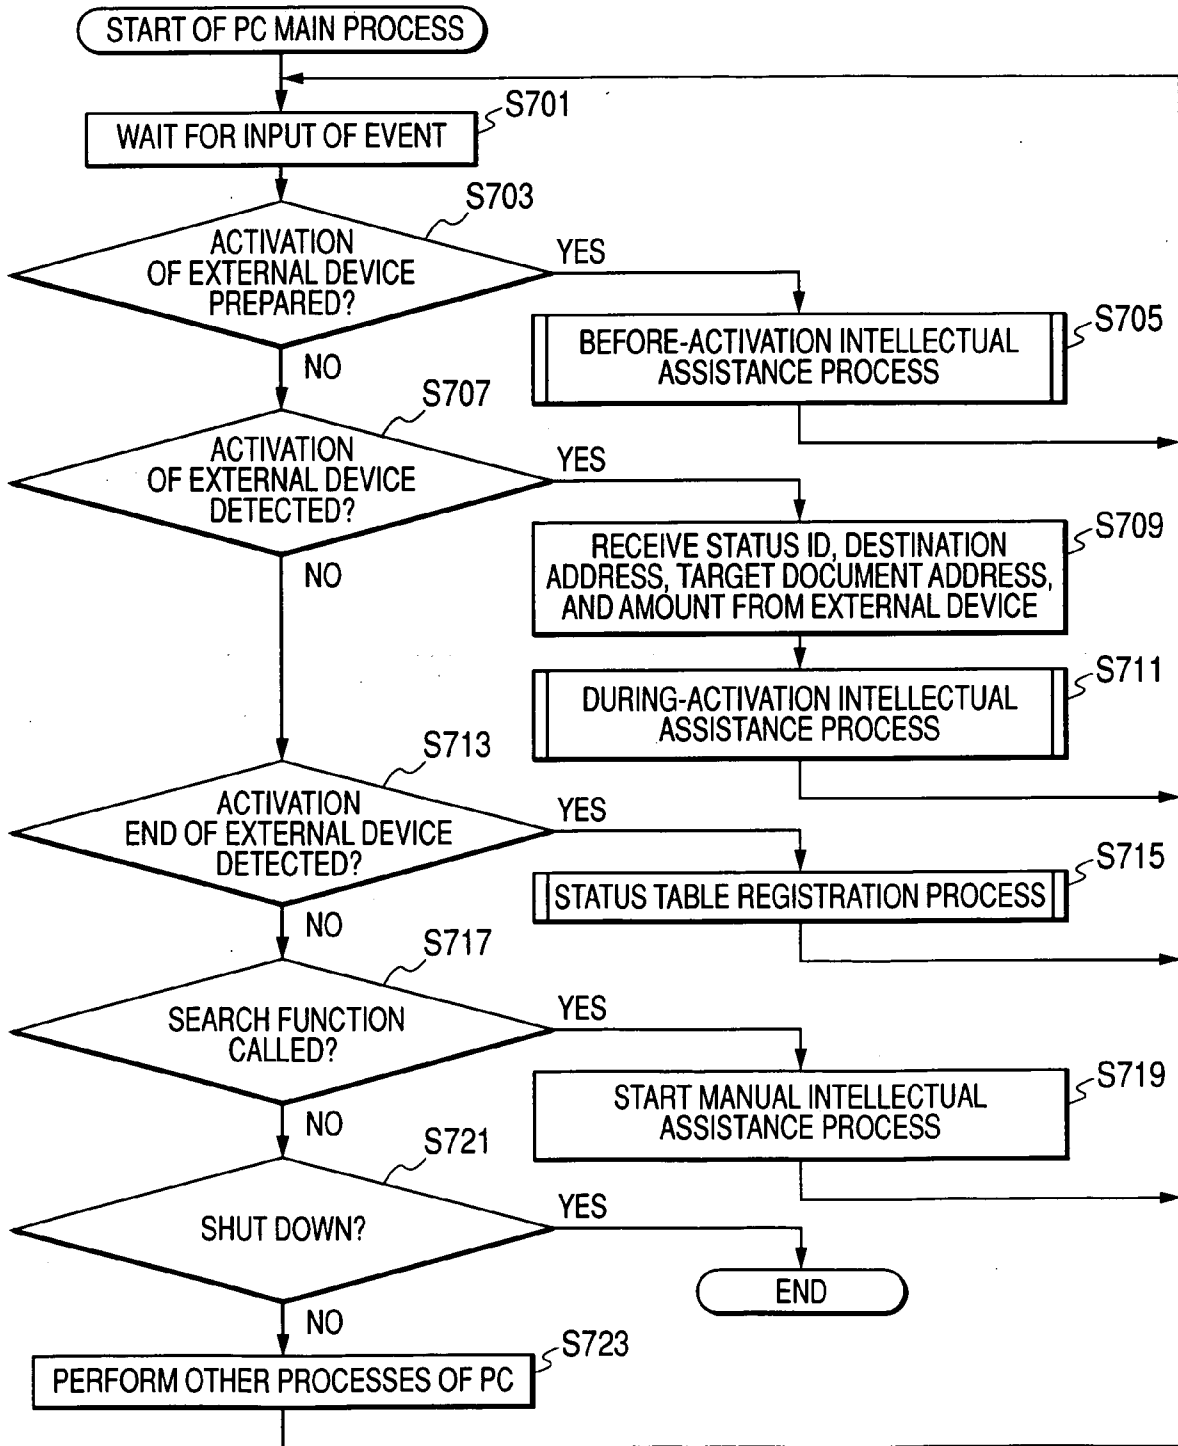 START OF PC MAIN PROCESS
S701
WAIT FOR INPUT OF EVENT
S703
ACTIVATION
OF EXTERNAL DEVICE
PREPARED?
YES
NO
S705
BEFORE-ACTIVATION INTELLECTUAL
ASSISTANCE PROCESS
S707
ACTIVATION
OF EXTERNAL DEVICE
DETECTED?
YES
NO
S709
RECEIVE STATUS ID, DESTINATION
ADDRESS, TARGET DOCUMENT ADDRESS,
AND AMOUNT FROM EXTERNAL DEVICE
S711
DURING-ACTIVATION INTELLECTUAL
ASSISTANCE PROCESS
S713
ACTIVATION
END OF EXTERNAL DEVICE
DETECTED?
YES
NO
S715
STATUS TABLE REGISTRATION PROCESS
S717
SEARCH FUNCTION
CALLED?
YES
NO
S719
START MANUAL INTELLECTUAL
ASSISTANCE PROCESS
S721
SHUT DOWN?
YES
NO
END
S723
PERFORM OTHER PROCESSES OF PC